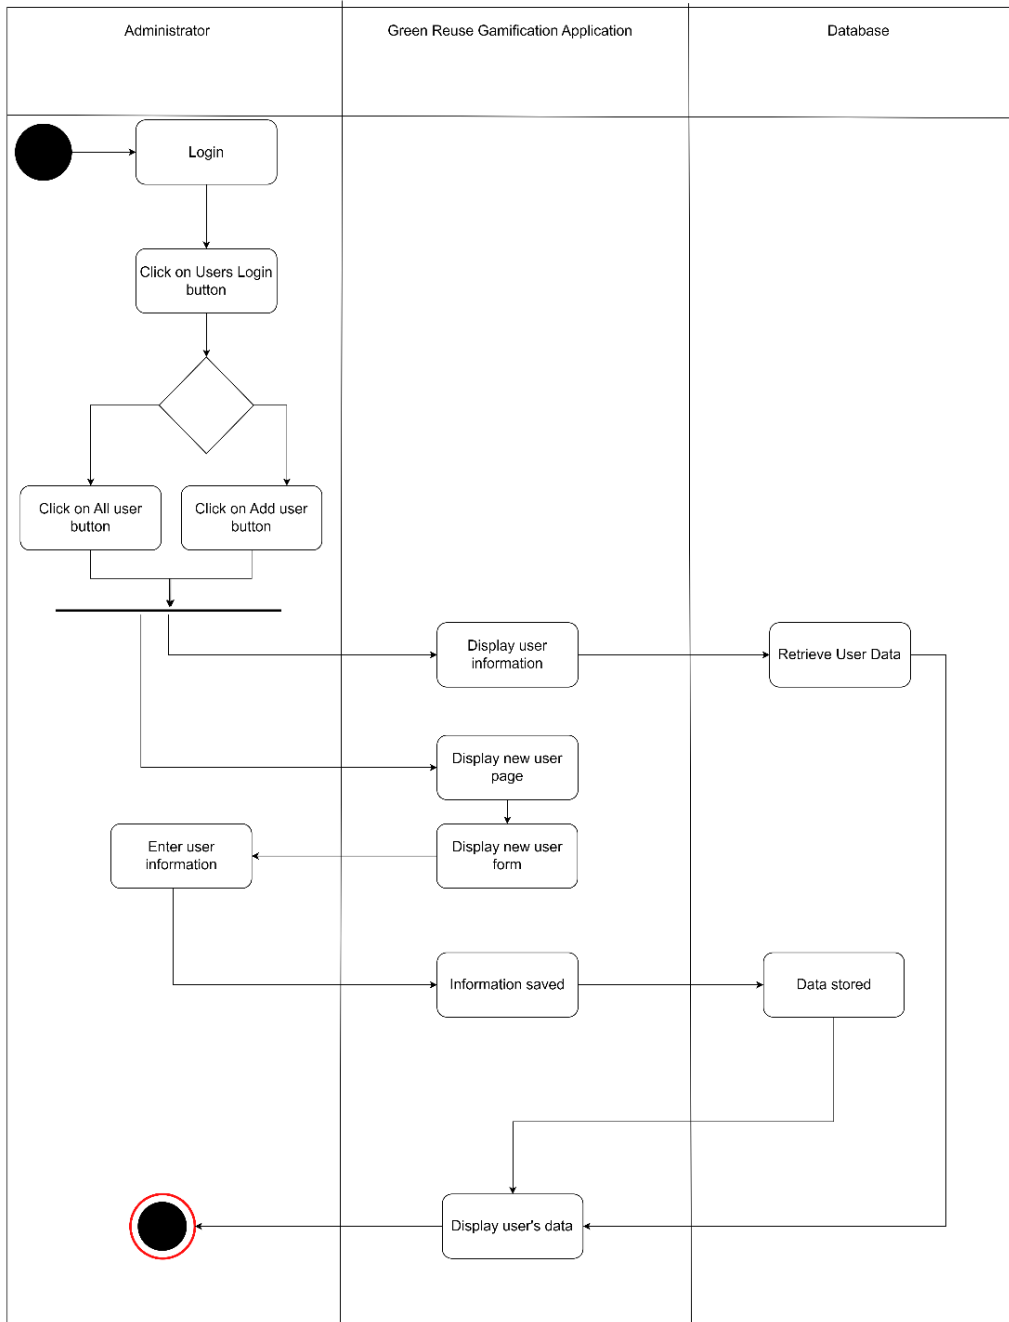 Administrator
Green Reuse Gamification Application
Database
Login
Click on Users Login
button
Click on All user
button
Click on Add user
button
Display user
information
Retrieve User Data
Display new user
page
Enter user
information
Display new user
form
Information saved
Data stored
Display user's data